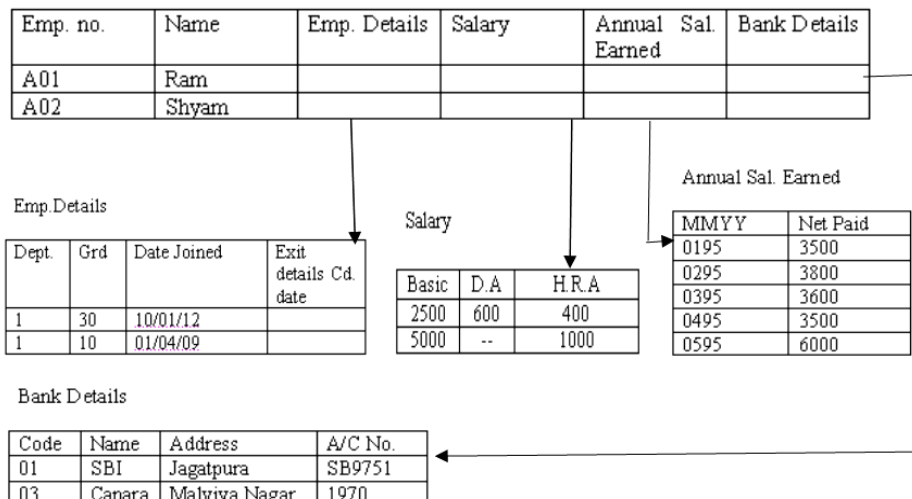 Emp. no. Name Emp. Details Salary Annual Sal. Earned Bank Details
A01 Ram
A02 Shyam
Emp.Details
Dept. Grd Date Joined Exit details Cd. date
1 30 10/01/12
1 10 01/04/09
Salary
Basic D.A H.R.A
2500 600 400
5000 -- 1000
Annual Sal. Earned
MMYY Net Paid
0195 3500
0295 3800
0395 3600
0495 3500
0595 6000
Bank Details
Code Name Address A/C No.
01 SBI Jagatpura SB9751
03 Canara Malviya Nagar 1970